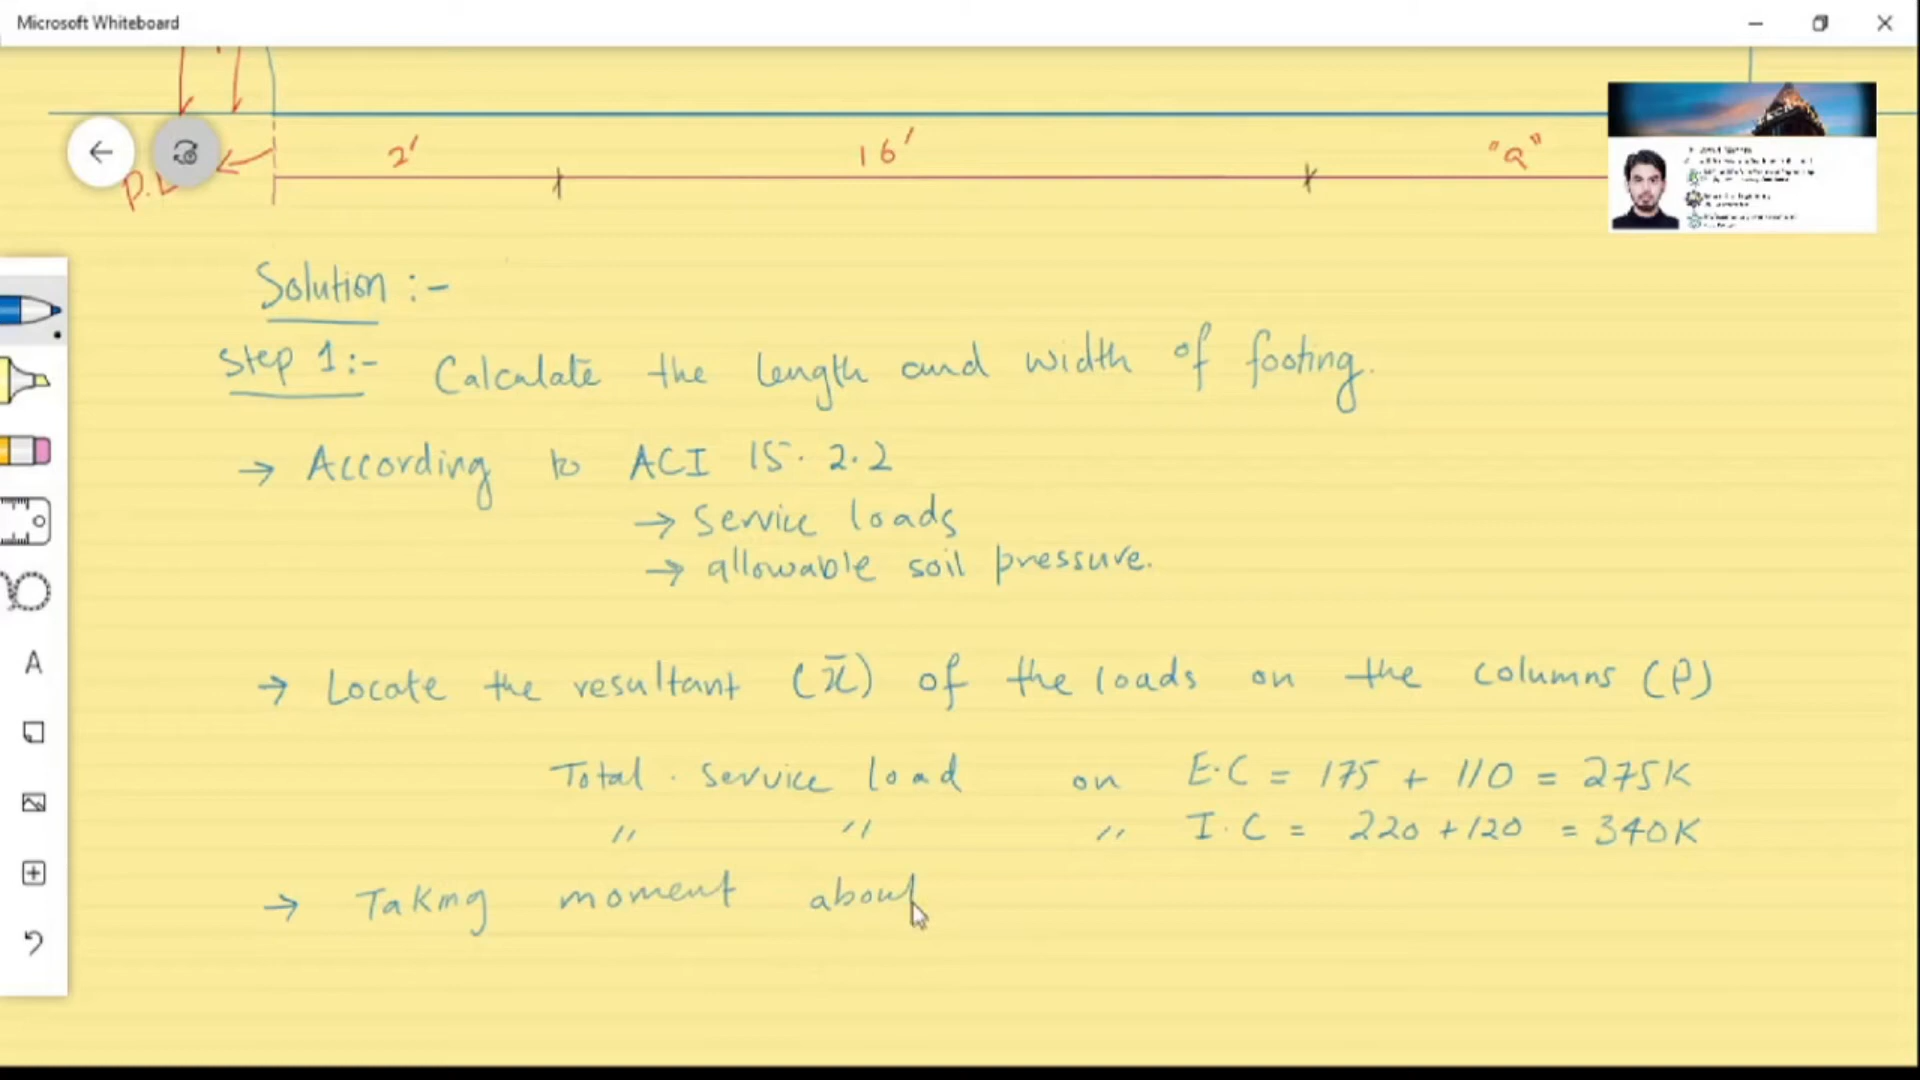 Microsoft Whiteboard
2'
16'
"a"
P.L
Solution :-
Step 1:- Calculate the length and width of footing.
→ According to ACI 15.2.2
→ Service loads
→ allowable soil pressure.
→ Locate the resultant (x̄) of the loads on the columns (P)
Total service load on E.C = 175 + 110 = 275K
" " " I.C = 220 + 120 = 340K
→ Taking moment about
A